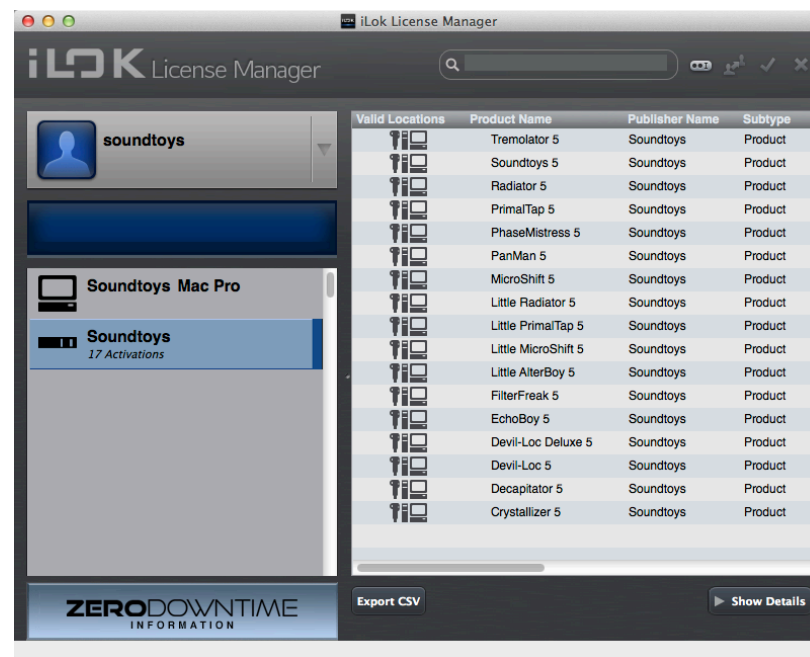 iLok License Manager
iLOK License Manager
soundtoys
Soundtoys Mac Pro
Soundtoys
17 Activations
ZERODOWNTIME
INFORMATION
Valid Locations Product Name Publisher Name Subtype
Tremolator 5 Soundtoys Product
Soundtoys 5 Soundtoys Product
Radiator 5 Soundtoys Product
PrimalTap 5 Soundtoys Product
PhaseMistress 5 Soundtoys Product
PanMan 5 Soundtoys Product
MicroShift 5 Soundtoys Product
Little Radiator 5 Soundtoys Product
Little PrimalTap 5 Soundtoys Product
Little MicroShift 5 Soundtoys Product
Little AlterBoy 5 Soundtoys Product
FilterFreak 5 Soundtoys Product
EchoBoy 5 Soundtoys Product
Devil-Loc Deluxe 5 Soundtoys Product
Devil-Loc 5 Soundtoys Product
Decapitator 5 Soundtoys Product
Crystallizer 5 Soundtoys Product
Export CSV
Show Details